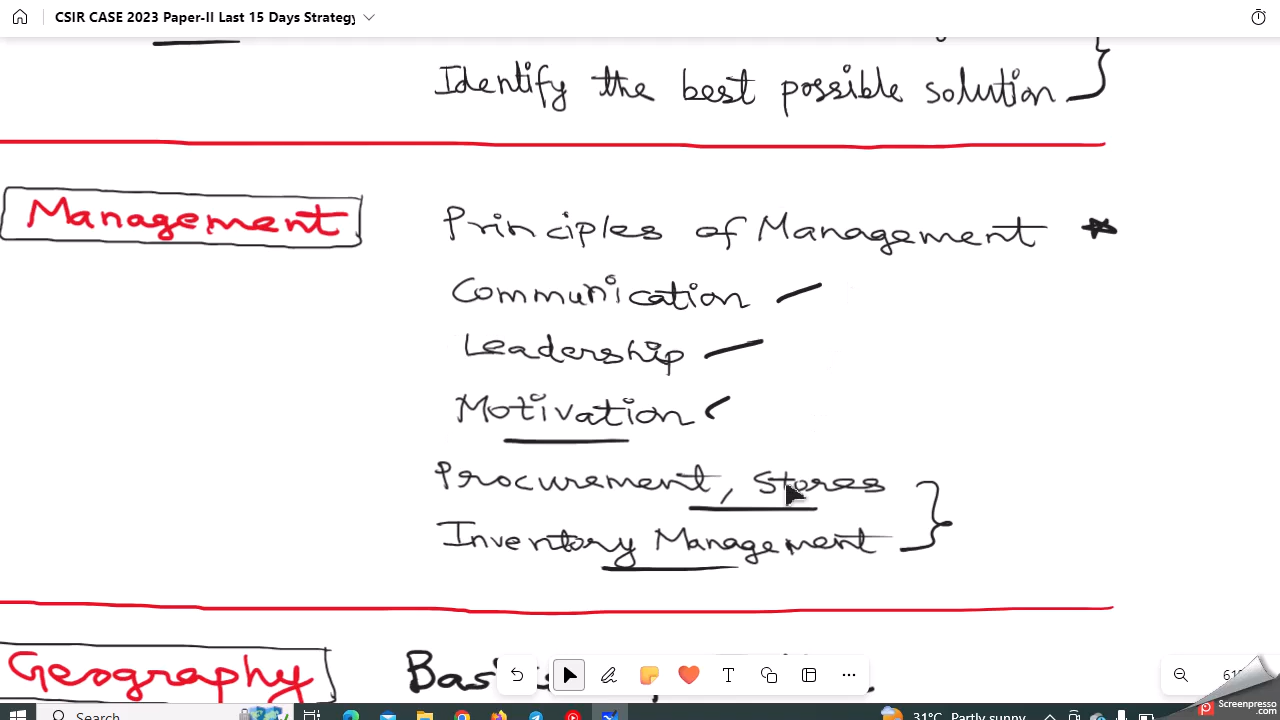 CSIR CASE 2023 Paper-II Last 15 Days Strategy
Identify the best possible solution
Management
Principles of Management
Communication
Leadership
Motivation
Procurement, Stores
Inventory Management
Geography
T
Search
31°C Partly sunny
Screenpresso
.com